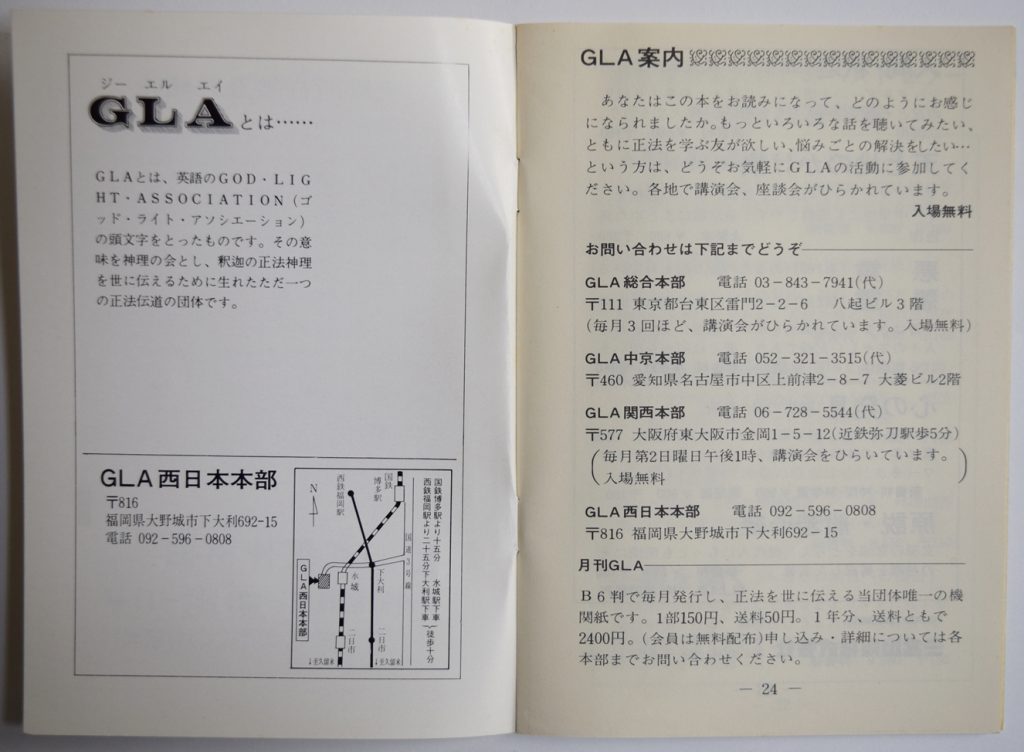 ジー エル エイ
GLAとは……
GLAとは、英語のGOD・LIG
HT・ASSOCIATION(ゴ
ッド・ライト・アソシエーション)
の頭文字をとったものです。その意
味を神理の会とし、釈迦の正法神理
を世に伝えるために生れたただ一つ
の正法伝道の団体です。
GLA西日本本部
〒816
福岡県大野城市下大利692-15
電話 092-596-0808
N
西鉄福岡駅
国鉄
博多駅
国道3号線
水城
下大利
GLA西日本本部
二日市
二日市
↓至久留米
↓至久留米
国鉄博多駅より十五分 水城駅下車
西鉄福岡駅より二十五分下大利駅下車
徒歩十分
GLA案内
あなたはこの本をお読みになって、どのようにお感じ
になられましたか。もっといろいろな話を聴いてみたい、
ともに正法を学ぶ友が欲しい、悩みごとの解決をしたい…
という方は、どうぞお気軽にGLAの活動に参加してく
ださい。各地で講演会、座談会がひらかれています。
入場無料
お問い合わせは下記までどうぞ
GLA総合本部 電話 03-843-7941(代)
〒111 東京都台東区雷門2-2-6 八起ビル3階
(毎月3回ほど、講演会がひらかれています。入場無料)
GLA中京本部 電話 052-321-3515(代)
〒460 愛知県名古屋市中区上前津2-8-7 大菱ビル2階
GLA関西本部 電話 06-728-5544(代)
〒577 大阪府東大阪市金岡1-5-12(近鉄弥刀駅歩5分)
(毎月第2日曜日午後1時、講演会をひらいています。
入場無料)
GLA西日本本部 電話 092-596-0808
〒816 福岡県大野城市下大利692-15
月刊GLA
B6判で毎月発行し、正法を世に伝える当団体唯一の機
関紙です。1部150円、送料50円。1年分、送料ともで
2400円。(会員は無料配布)申し込み・詳細については各
本部までお問い合わせください。
— 24 —